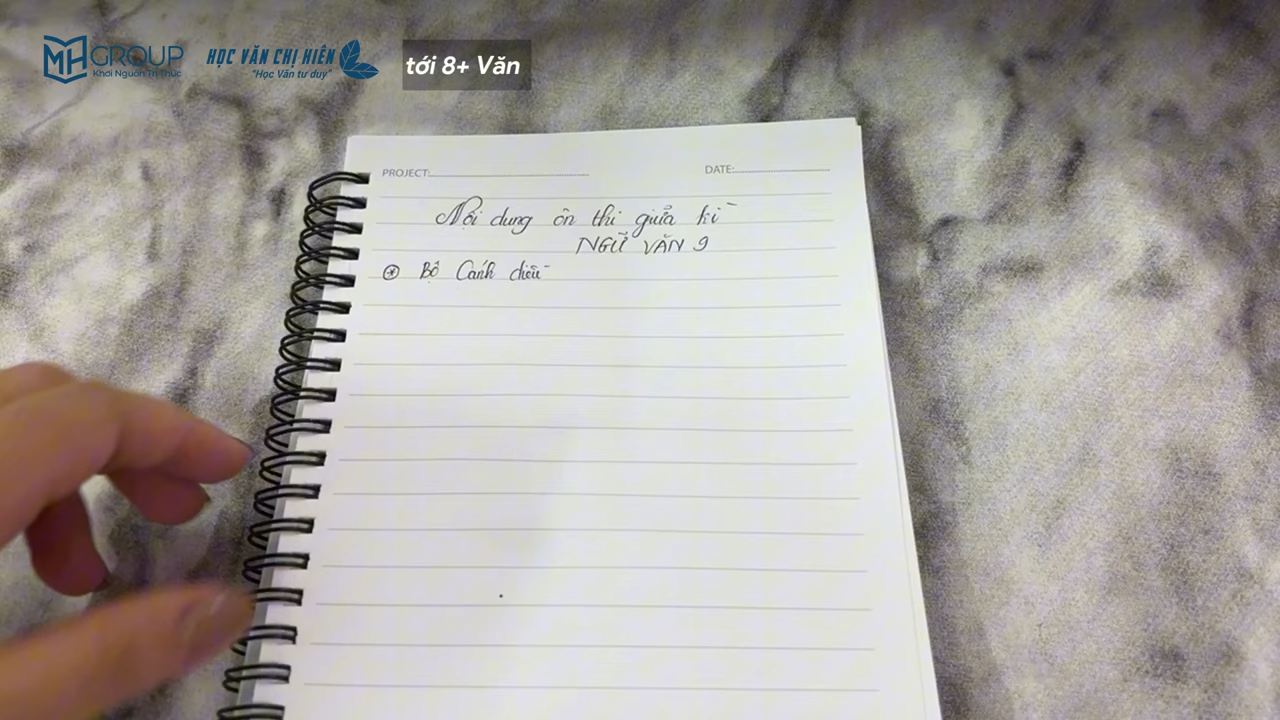 MH GROUP
Khơi Nguồn Tri Thức
HỌC VĂN CHỊ HIÊN
"Học Văn tư duy"
tới 8+ Văn
PROJECT:
DATE:
Nội dung ôn thi giữa kì
NGỮ VĂN 9
Bộ Cánh diều